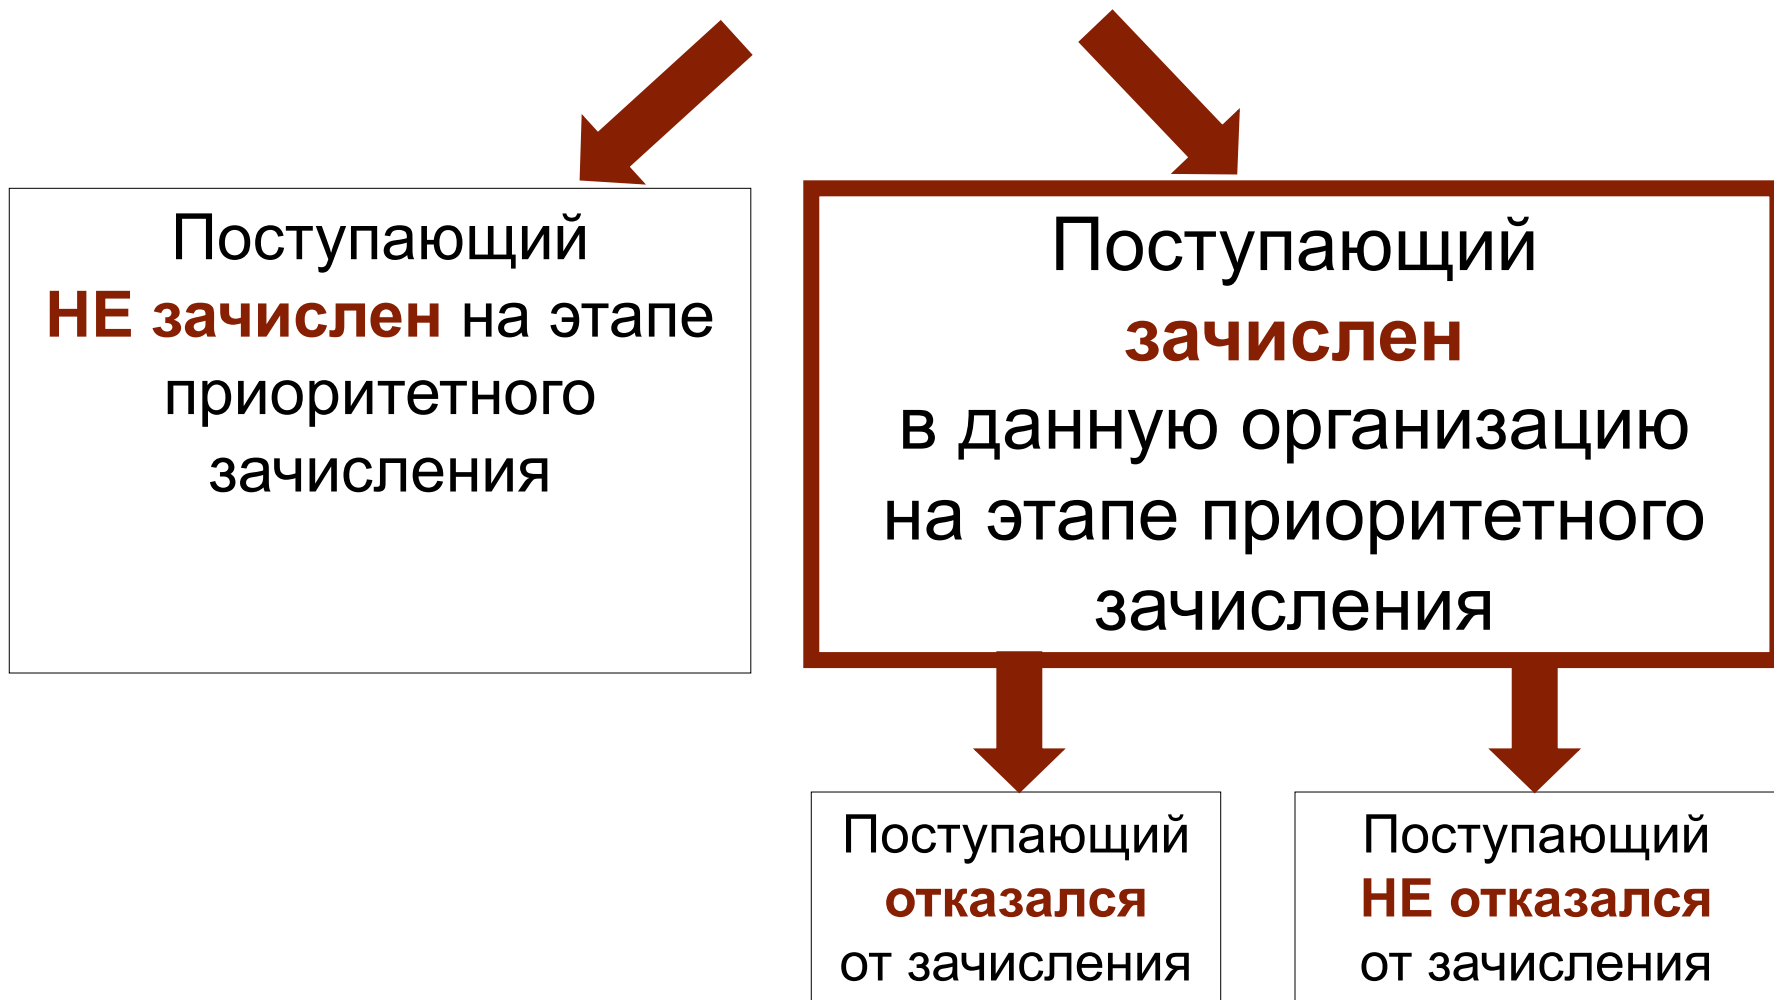 Поступающий
НЕ зачислен на этапе
приоритетного
зачисления
Поступающий
зачислен
в данную организацию
на этапе приоритетного
зачисления
Поступающий
отказался
от зачисления
Поступающий
НЕ отказался
от зачисления